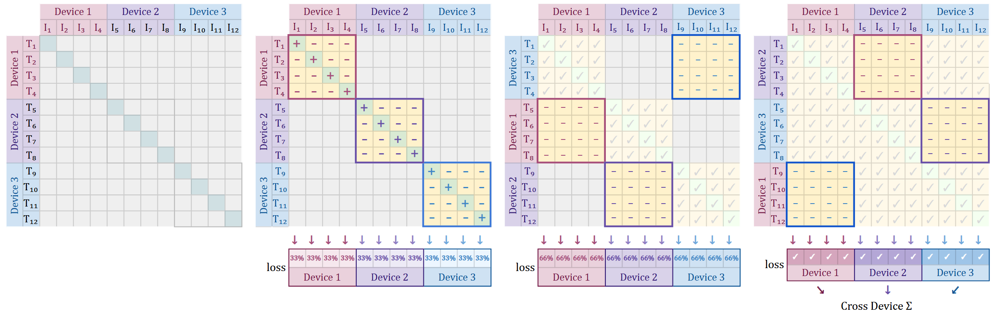 Device 1 Device 2 Device 3
I₁ I₂ I₃ I₄ I₅ I₆ I₇ I₈ I₉ I₁₀ I₁₁ I₁₂
Device 1
T₁
T₂
T₃
T₄
Device 2
T₅
T₆
T₇
T₈
Device 3
T₉
T₁₀
T₁₁
T₁₂
Device 1 Device 2 Device 3
I₁ I₂ I₃ I₄ I₅ I₆ I₇ I₈ I₉ I₁₀ I₁₁ I₁₂
Device 1
T₁ + − − −
T₂ − + − −
T₃ − − + −
T₄ − − − +
Device 2
T₅ + − − −
T₆ − + − −
T₇ − − + −
T₈ − − − +
Device 3
T₉ + − − −
T₁₀ − + − −
T₁₁ − − + −
T₁₂ − − − +
↓ ↓ ↓ ↓ ↓ ↓ ↓ ↓ ↓ ↓ ↓ ↓
33% 33% 33% 33% 33% 33% 33% 33% 33% 33% 33% 33%
loss
Device 1 Device 2 Device 3
Device 1 Device 2 Device 3
I₁ I₂ I₃ I₄ I₅ I₆ I₇ I₈ I₉ I₁₀ I₁₁ I₁₂
Device 3
T₁ ✓ ✓ ✓ ✓ − − − −
T₂ ✓ ✓ ✓ ✓ − − − −
T₃ ✓ ✓ ✓ ✓ − − − −
T₄ ✓ ✓ ✓ ✓ − − − −
Device 1
T₅ − − − − ✓ ✓ ✓ ✓
T₆ − − − − ✓ ✓ ✓ ✓
T₇ − − − − ✓ ✓ ✓ ✓
T₈ − − − − ✓ ✓ ✓ ✓
Device 2
T₉ − − − − ✓ ✓ ✓ ✓
T₁₀ − − − − ✓ ✓ ✓ ✓
T₁₁ − − − − ✓ ✓ ✓ ✓
T₁₂ − − − − ✓ ✓ ✓ ✓
↓ ↓ ↓ ↓ ↓ ↓ ↓ ↓ ↓ ↓ ↓ ↓
66% 66% 66% 66% 66% 66% 66% 66% 66% 66% 66% 66%
loss
Device 1 Device 2 Device 3
Device 1 Device 2 Device 3
I₁ I₂ I₃ I₄ I₅ I₆ I₇ I₈ I₉ I₁₀ I₁₁ I₁₂
Device 2
T₁ ✓ ✓ ✓ ✓ − − − − ✓ ✓ ✓ ✓
T₂ ✓ ✓ ✓ ✓ − − − − ✓ ✓ ✓ ✓
T₃ ✓ ✓ ✓ ✓ − − − − ✓ ✓ ✓ ✓
T₄ ✓ ✓ ✓ ✓ − − − − ✓ ✓ ✓ ✓
Device 3
T₅ ✓ ✓ ✓ ✓ ✓ ✓ ✓ ✓ − − − −
T₆ ✓ ✓ ✓ ✓ ✓ ✓ ✓ ✓ − − − −
T₇ ✓ ✓ ✓ ✓ ✓ ✓ ✓ ✓ − − − −
T₈ ✓ ✓ ✓ ✓ ✓ ✓ ✓ ✓ − − − −
Device 1
T₉ − − − − ✓ ✓ ✓ ✓ ✓ ✓ ✓ ✓
T₁₀ − − − − ✓ ✓ ✓ ✓ ✓ ✓ ✓ ✓
T₁₁ − − − − ✓ ✓ ✓ ✓ ✓ ✓ ✓ ✓
T₁₂ − − − − ✓ ✓ ✓ ✓ ✓ ✓ ✓ ✓
↓ ↓ ↓ ↓ ↓ ↓ ↓ ↓ ↓ ↓ ↓ ↓
✓ ✓ ✓ ✓ ✓ ✓ ✓ ✓ ✓ ✓ ✓ ✓
loss
Device 1 Device 2 Device 3
↘ ↓ ↙
Cross Device Σ